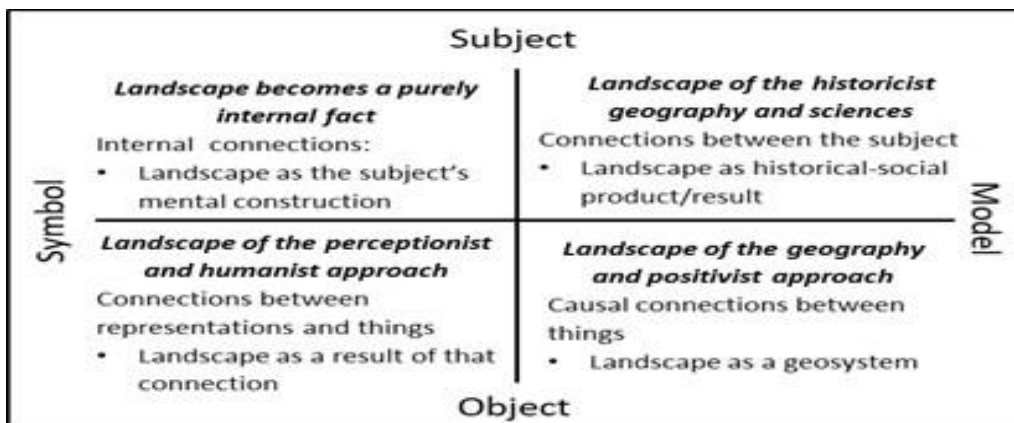 Subject
Landscape becomes a purely
internal fact
Internal connections:
• Landscape as the subject's
mental construction
Landscape of the historicist
geography and sciences
Connections between the subject
• Landscape as historical-social
product/result
Symbol
Model
Landscape of the perceptionist
and humanist approach
Connections between
representations and things
• Landscape as a result of that
connection
Landscape of the geography
and positivist approach
Causal connections between
things
• Landscape as a geosystem
Object